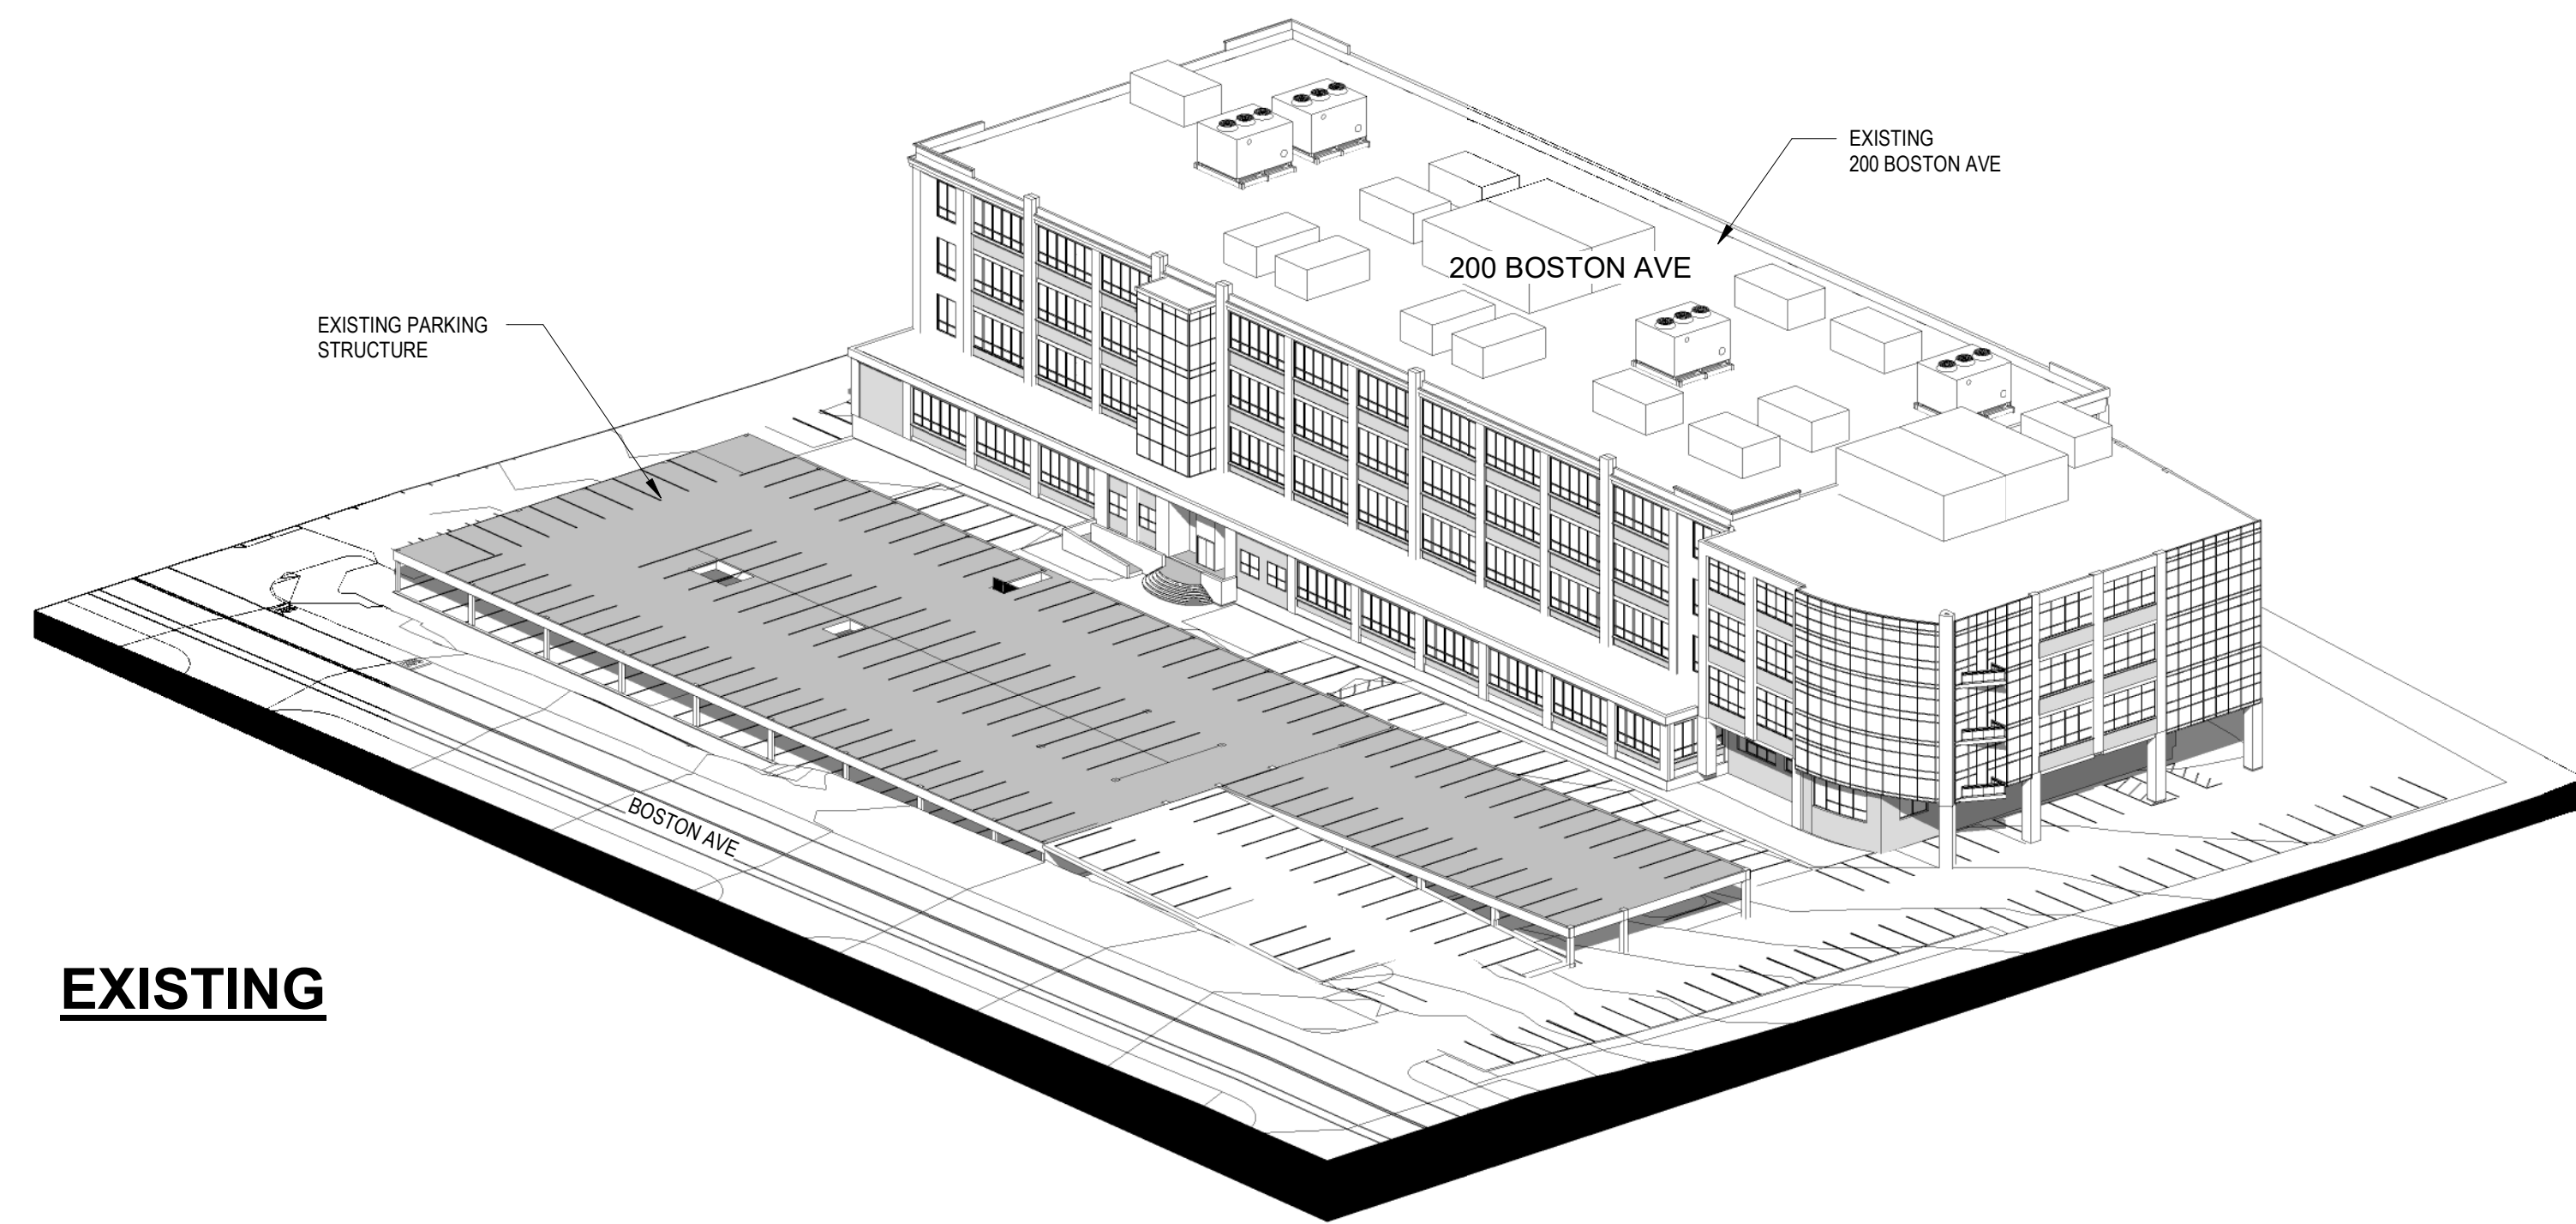 EXISTING
200 BOSTON AVE
200 BOSTON AVE
EXISTING PARKING
STRUCTURE
BOSTON AVE
EXISTING